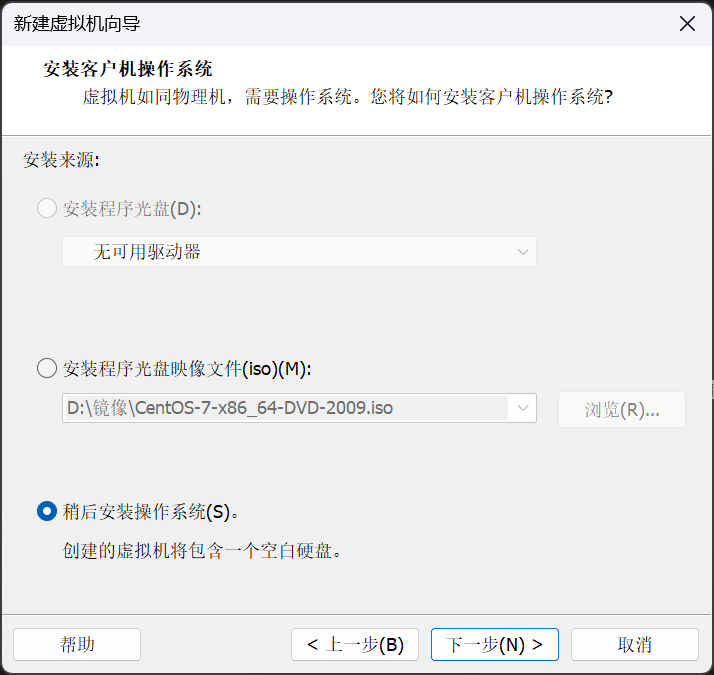 新建虚拟机向导
安装客户机操作系统
虚拟机如同物理机，需要操作系统。您将如何安装客户机操作系统?
安装来源:
安装程序光盘(D):
无可用驱动器
安装程序光盘映像文件(iso)(M):
D:\镜像\CentOS-7-x86_64-DVD-2009.iso
浏览(R)...
稍后安装操作系统(S)。
创建的虚拟机将包含一个空白硬盘。
帮助
< 上一步(B)
下一步(N) >
取消